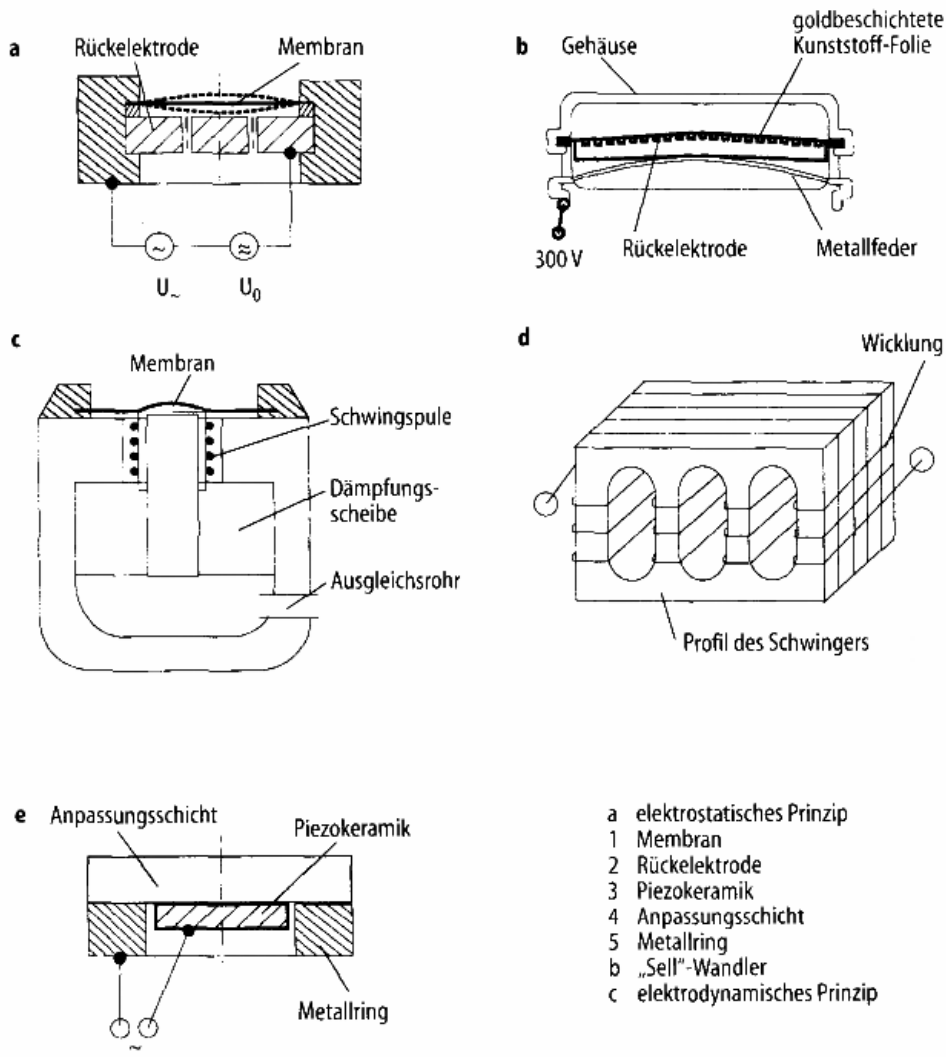 a
Rückelektrode
Membran
U~
U0
b
Gehäuse
goldbeschichtete
Kunststoff-Folie
300 V
Rückelektrode
Metallfeder
c
Membran
Schwingspule
Dämpfungs-
scheibe
Ausgleichsrohr
d
Wicklung
Profil des Schwingers
e
Anpassungsschicht
Piezokeramik
Metallring
~
a elektrostatisches Prinzip
1 Membran
2 Rückelektrode
3 Piezokeramik
4 Anpassungsschicht
5 Metallring
b „Sell"-Wandler
c elektrodynamisches Prinzip